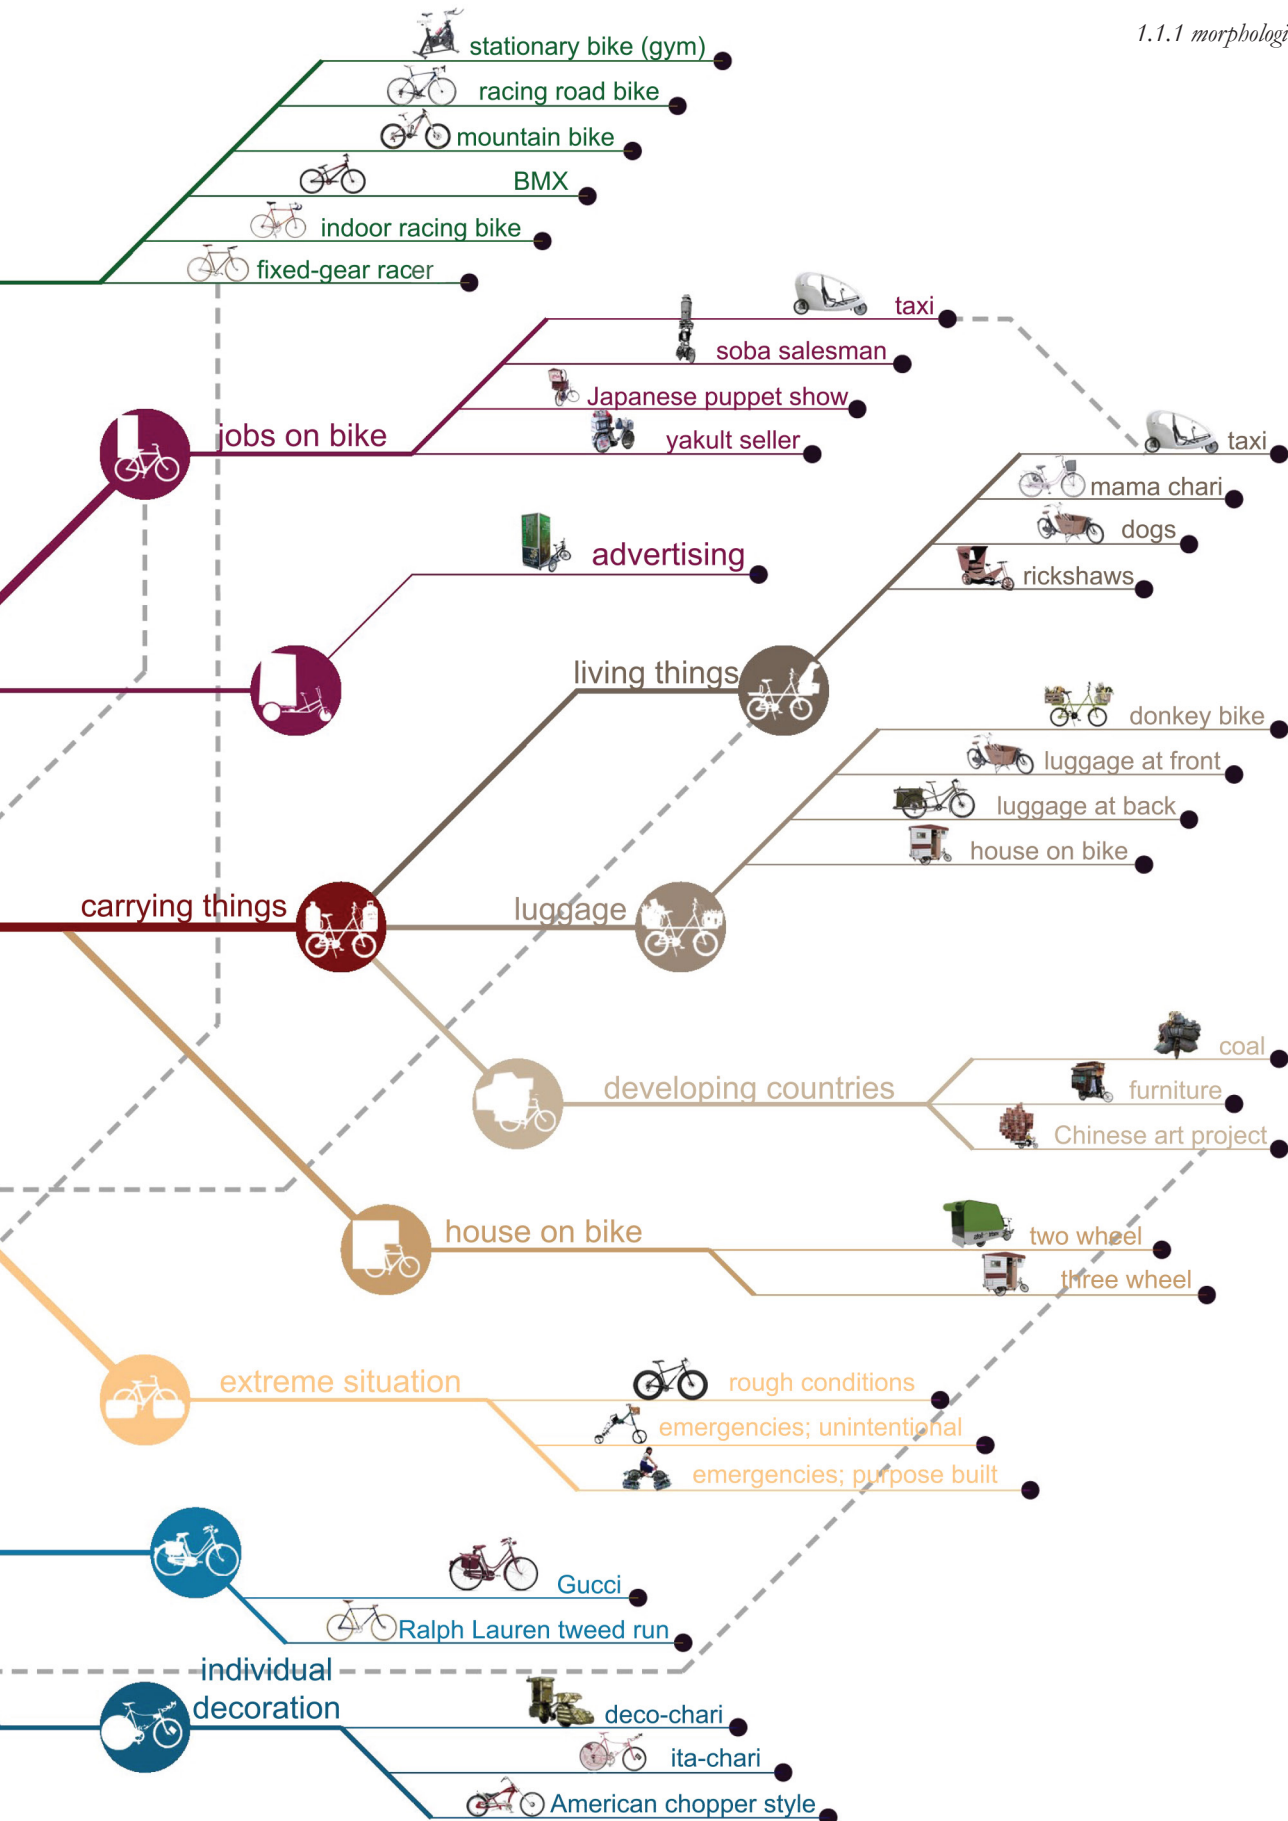 1.1.1 morphologi
stationary bike (gym)
racing road bike
mountain bike
BMX
indoor racing bike
fixed-gear racer
taxi
soba salesman
Japanese puppet show
jobs on bike
yakult seller
taxi
mama chari
dogs
rickshaws
advertising
living things
donkey bike
luggage at front
luggage at back
house on bike
carrying things
luggage
coal
developing countries
furniture
Chinese art project
house on bike
two wheel
three wheel
extreme situation
rough conditions
emergencies; unintentional
emergencies; purpose built
Gucci
Ralph Lauren tweed run
individual
decoration
deco-chari
ita-chari
American chopper style